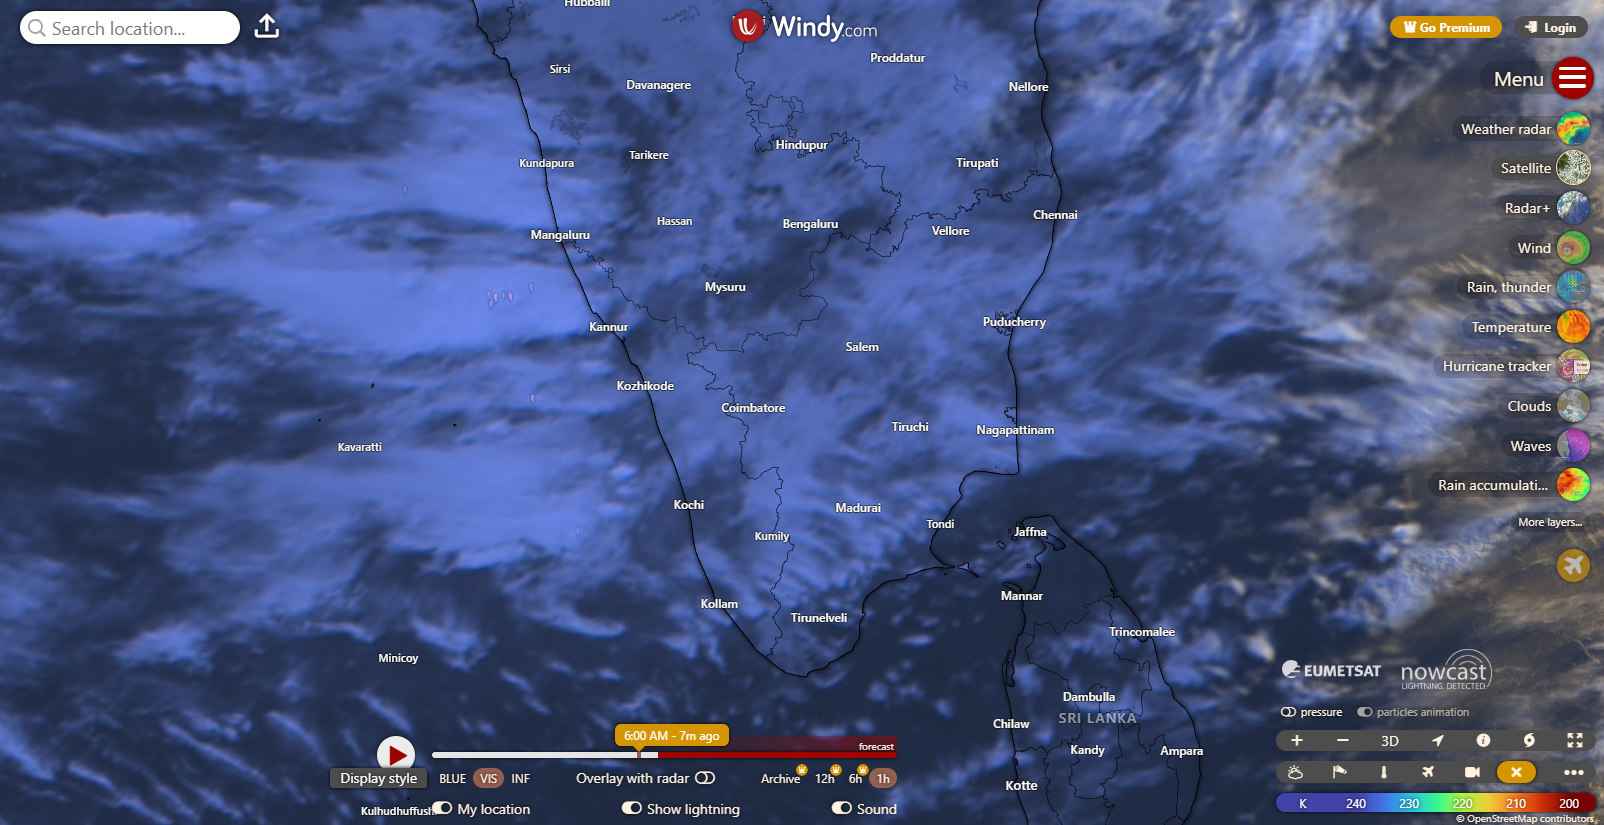 Hubballi
Search location...
Windy.com
Go Premium
Login
Proddatur
Sirsi
Davanagere
Nellore
Menu
Weather radar
Hindupur
Kundapura
Tarikere
Tirupati
Satellite
Radar+
Hassan
Bengaluru
Chennai
Mangaluru
Vellore
Wind
Mysuru
Rain, thunder
Kannur
Puducherry
Temperature
Salem
Hurricane tracker
Kozhikode
Coimbatore
Clouds
Tiruchi
Nagapattinam
Kavaratti
Waves
Rain accumulati...
Kochi
Madurai
Tondi
More layers...
Kumily
Jaffna
Kollam
Mannar
Tirunelveli
Trincomalee
Minicoy
EUMETSAT
nowcast
LIGHTNING. DETECTED.
Dambulla
pressure
particles animation
Chilaw
SRI LANKA
6:00 AM - 7m ago
forecast
Kandy
Ampara
3D
Display style
BLUE
VIS
INF
Overlay with radar
Archive
12h
6h
1h
Kotte
Kulhudhuffush
My location
Show lightning
Sound
K
240
230
220
210
200
© OpenStreetMap contributors